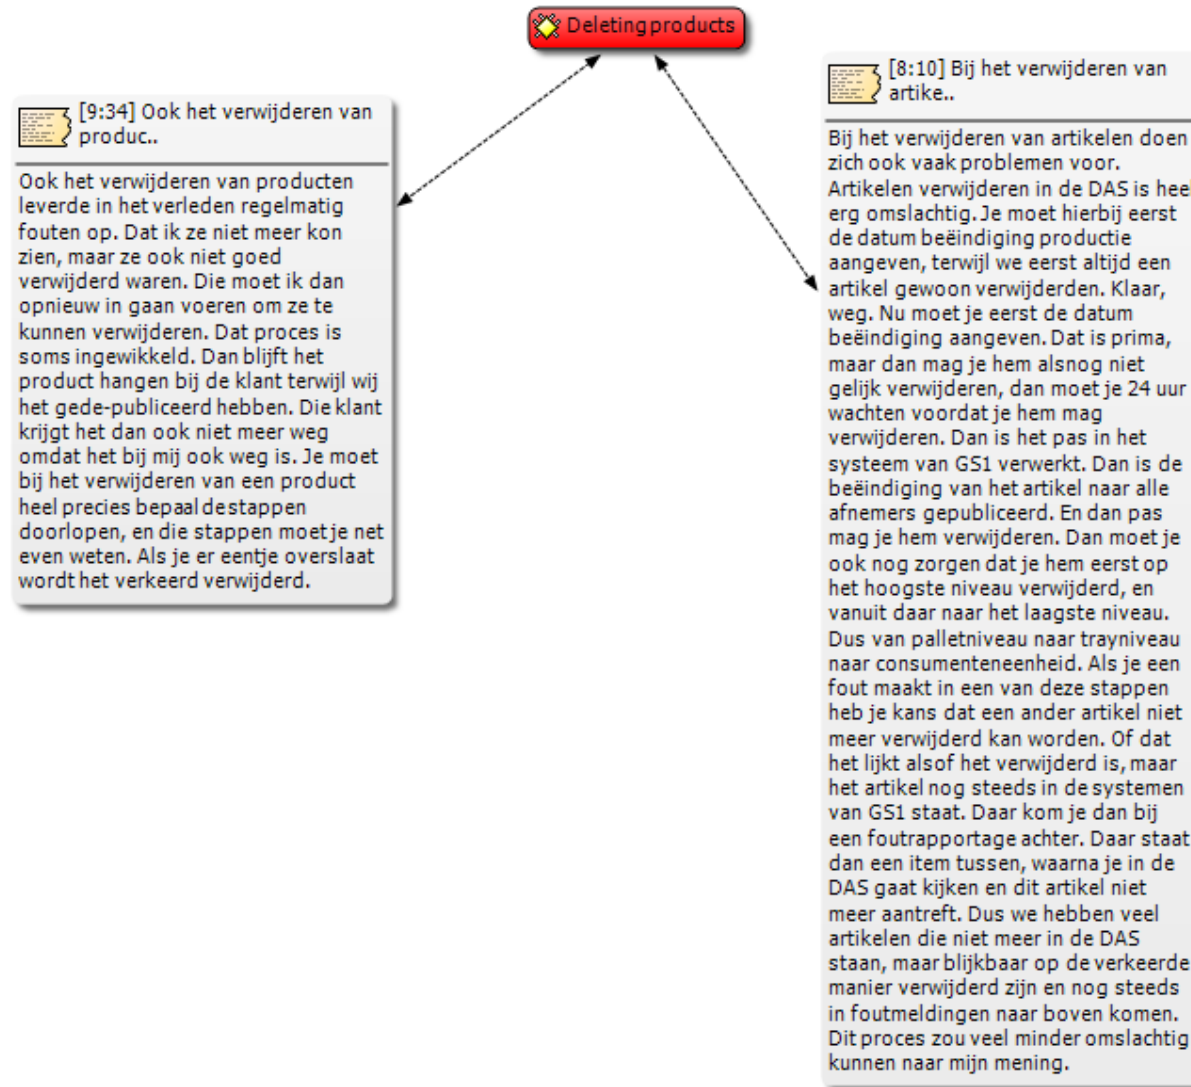 Deleting products
[9:34] Ook het verwijderen van
produc..
Ook het verwijderen van producten
leverde in het verleden regelmatig
fouten op. Dat ik ze niet meer kon
zien, maar ze ook niet goed
verwijderd waren. Die moet ik dan
opnieuw in gaan voeren om ze te
kunnen verwijderen. Dat proces is
soms ingewikkeld. Dan blijft het
product hangen bij de klant terwijl wij
het gede-publiceerd hebben. Die klant
krijgt het dan ook niet meer weg
omdat het bij mij ook weg is. Je moet
bij het verwijderen van een product
heel precies bepaal destappen
doorlopen, en die stappen moet je net
even weten. Als je er eentje overslaat
wordt het verkeerd verwijderd.
[8:10] Bij het verwijderen van
artike..
Bij het verwijderen van artikelen doen
zich ook vaak problemen voor.
Artikelen verwijderen in de DAS is heel
erg omslachtig. Je moet hierbij eerst
de datum beëindiging productie
aangeven, terwijl we eerst altijd een
artikel gewoon verwijderden. Klaar,
weg. Nu moet je eerst de datum
beëindiging aangeven. Dat is prima,
maar dan mag je hem alsnog niet
gelijk verwijderen, dan moet je 24 uur
wachten voordat je hem mag
verwijderen. Dan is het pas in het
systeem van GS1 verwerkt. Dan is de
beëindiging van het artikel naar alle
afnemers gepubliceerd. En dan pas
mag je hem verwijderen. Dan moet je
ook nog zorgen dat je hem eerst op
het hoogste niveau verwijderd, en
vanuit daar naar het laagste niveau.
Dus van palletniveau naar trayniveau
naar consumenteneenheid. Als je een
fout maakt in een van deze stappen
heb je kans dat een ander artikel niet
meer verwijderd kan worden. Of dat
het lijkt alsof het verwijderd is, maar
het artikel nog steeds in de systemen
van GS1 staat. Daar kom je dan bij
een foutrapportage achter. Daar staat
dan een item tussen, waarna je in de
DAS gaat kijken en dit artikel niet
meer aantreft. Dus we hebben veel
artikelen die niet meer in de DAS
staan, maar blijkbaar op de verkeerde
manier verwijderd zijn en nog steeds
in foutmeldingen naar boven komen.
Dit proces zou veel minder omslachtig
kunnen naar mijn mening.